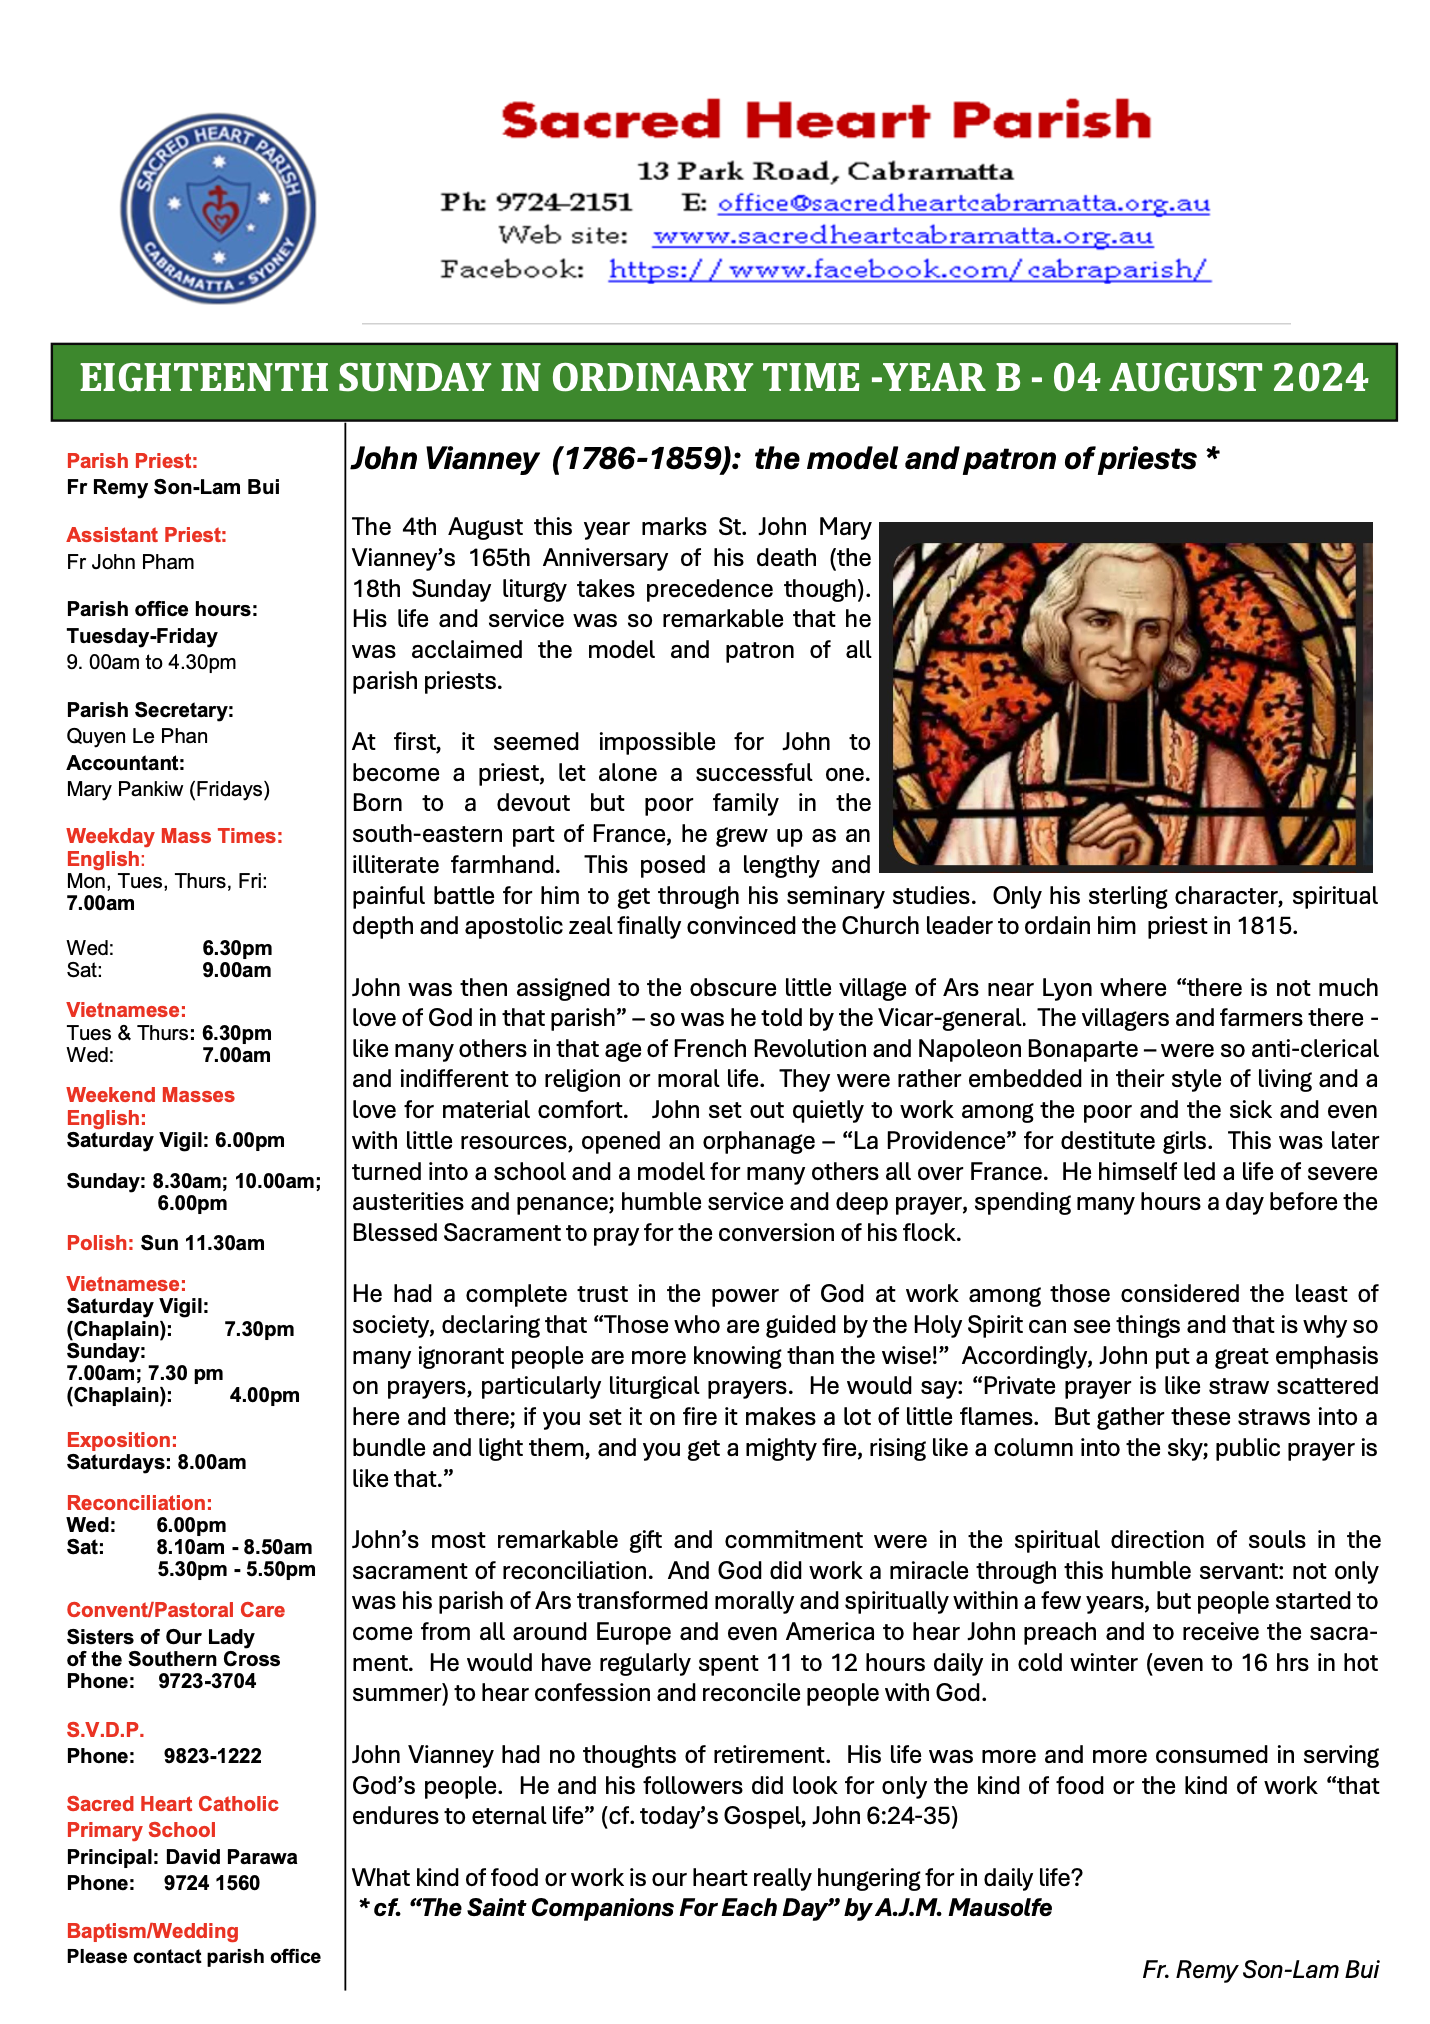 SACRED HEART PARISH
CABRAMATTA - SYDNEY
Sacred Heart Parish
13 Park Road, Cabramatta
Ph: 9724-2151 E: office@sacredheartcabramatta.org.au
Web site: www.sacredheartcabramatta.org.au
Facebook: https://www.facebook.com/cabraparish/
EIGHTEENTH SUNDAY IN ORDINARY TIME -YEAR B - 04 AUGUST 2024
Parish Priest:
Fr Remy Son-Lam Bui
Assistant Priest:
Fr John Pham
Parish office hours:
Tuesday-Friday
9. 00am to 4.30pm
Parish Secretary:
Quyen Le Phan
Accountant:
Mary Pankiw (Fridays)
Weekday Mass Times:
English:
Mon, Tues, Thurs, Fri:
7.00am
Wed: 6.30pm
Sat: 9.00am
Vietnamese:
Tues & Thurs: 6.30pm
Wed: 7.00am
Weekend Masses
English:
Saturday Vigil: 6.00pm
Sunday: 8.30am; 10.00am;
6.00pm
Polish: Sun 11.30am
Vietnamese:
Saturday Vigil:
(Chaplain): 7.30pm
Sunday:
7.00am; 7.30 pm
(Chaplain): 4.00pm
Exposition:
Saturdays: 8.00am
Reconciliation:
Wed: 6.00pm
Sat: 8.10am - 8.50am
5.30pm - 5.50pm
Convent/Pastoral Care
Sisters of Our Lady
of the Southern Cross
Phone: 9723-3704
S.V.D.P.
Phone: 9823-1222
Sacred Heart Catholic
Primary School
Principal: David Parawa
Phone: 9724 1560
Baptism/Wedding
Please contact parish office
John Vianney (1786-1859): the model and patron of priests *
The 4th August this year marks St. John Mary
Vianney’s 165th Anniversary of his death (the
18th Sunday liturgy takes precedence though).
His life and service was so remarkable that he
was acclaimed the model and patron of all
parish priests.
At first, it seemed impossible for John to
become a priest, let alone a successful one.
Born to a devout but poor family in the
south-eastern part of France, he grew up as an
illiterate farmhand. This posed a lengthy and
painful battle for him to get through his seminary studies. Only his sterling character, spiritual
depth and apostolic zeal finally convinced the Church leader to ordain him priest in 1815.
John was then assigned to the obscure little village of Ars near Lyon where “there is not much
love of God in that parish” – so was he told by the Vicar-general. The villagers and farmers there -
like many others in that age of French Revolution and Napoleon Bonaparte – were so anti-clerical
and indifferent to religion or moral life. They were rather embedded in their style of living and a
love for material comfort. John set out quietly to work among the poor and the sick and even
with little resources, opened an orphanage – “La Providence” for destitute girls. This was later
turned into a school and a model for many others all over France. He himself led a life of severe
austerities and penance; humble service and deep prayer, spending many hours a day before the
Blessed Sacrament to pray for the conversion of his flock.
He had a complete trust in the power of God at work among those considered the least of
society, declaring that “Those who are guided by the Holy Spirit can see things and that is why so
many ignorant people are more knowing than the wise!” Accordingly, John put a great emphasis
on prayers, particularly liturgical prayers. He would say: “Private prayer is like straw scattered
here and there; if you set it on fire it makes a lot of little flames. But gather these straws into a
bundle and light them, and you get a mighty fire, rising like a column into the sky; public prayer is
like that.”
John’s most remarkable gift and commitment were in the spiritual direction of souls in the
sacrament of reconciliation. And God did work a miracle through this humble servant: not only
was his parish of Ars transformed morally and spiritually within a few years, but people started to
come from all around Europe and even America to hear John preach and to receive the sacra-
ment. He would have regularly spent 11 to 12 hours daily in cold winter (even to 16 hrs in hot
summer) to hear confession and reconcile people with God.
John Vianney had no thoughts of retirement. His life was more and more consumed in serving
God’s people. He and his followers did look for only the kind of food or the kind of work “that
endures to eternal life” (cf. today’s Gospel, John 6:24-35)
What kind of food or work is our heart really hungering for in daily life?
* cf. “The Saint Companions For Each Day” by A.J.M. Mausolfe
Fr. Remy Son-Lam Bui